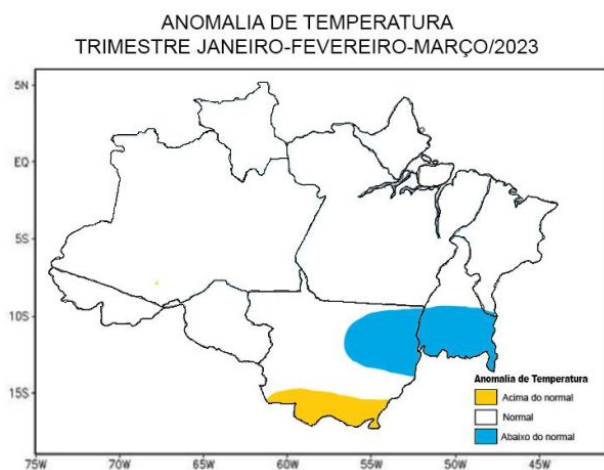 ANOMALIA DE TEMPERATURA
TRIMESTRE JANEIRO-FEVEREIRO-MARÇO/2023
5N
EQ
5S
10S
15S
Anomalia de Temperatura
Acima do normal
Normal
Abaixo do normal
75W 70W 65W 60W 55W 50W 45W